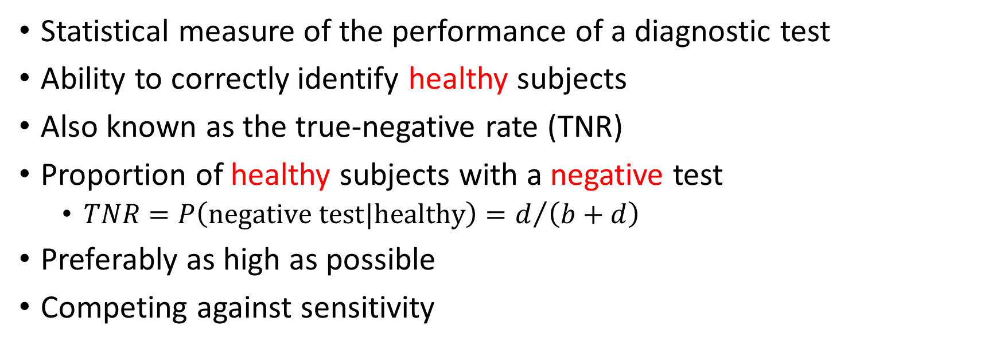 • Statistical measure of the performance of a diagnostic test
• Ability to correctly identify healthy subjects
• Also known as the true-negative rate (TNR)
• Proportion of healthy subjects with a negative test
• TNR = P(negative test|healthy) = d/(b + d)
• Preferably as high as possible
• Competing against sensitivity